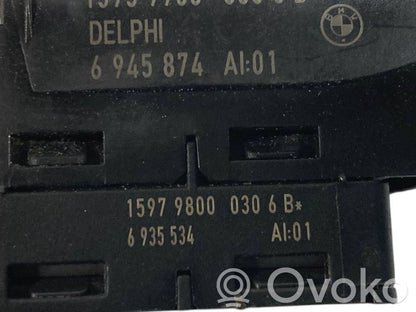 DELPHI
6 945 874 AI:01
1597 9800 030 6 B*
6 935 534 AI:01
Ovoko